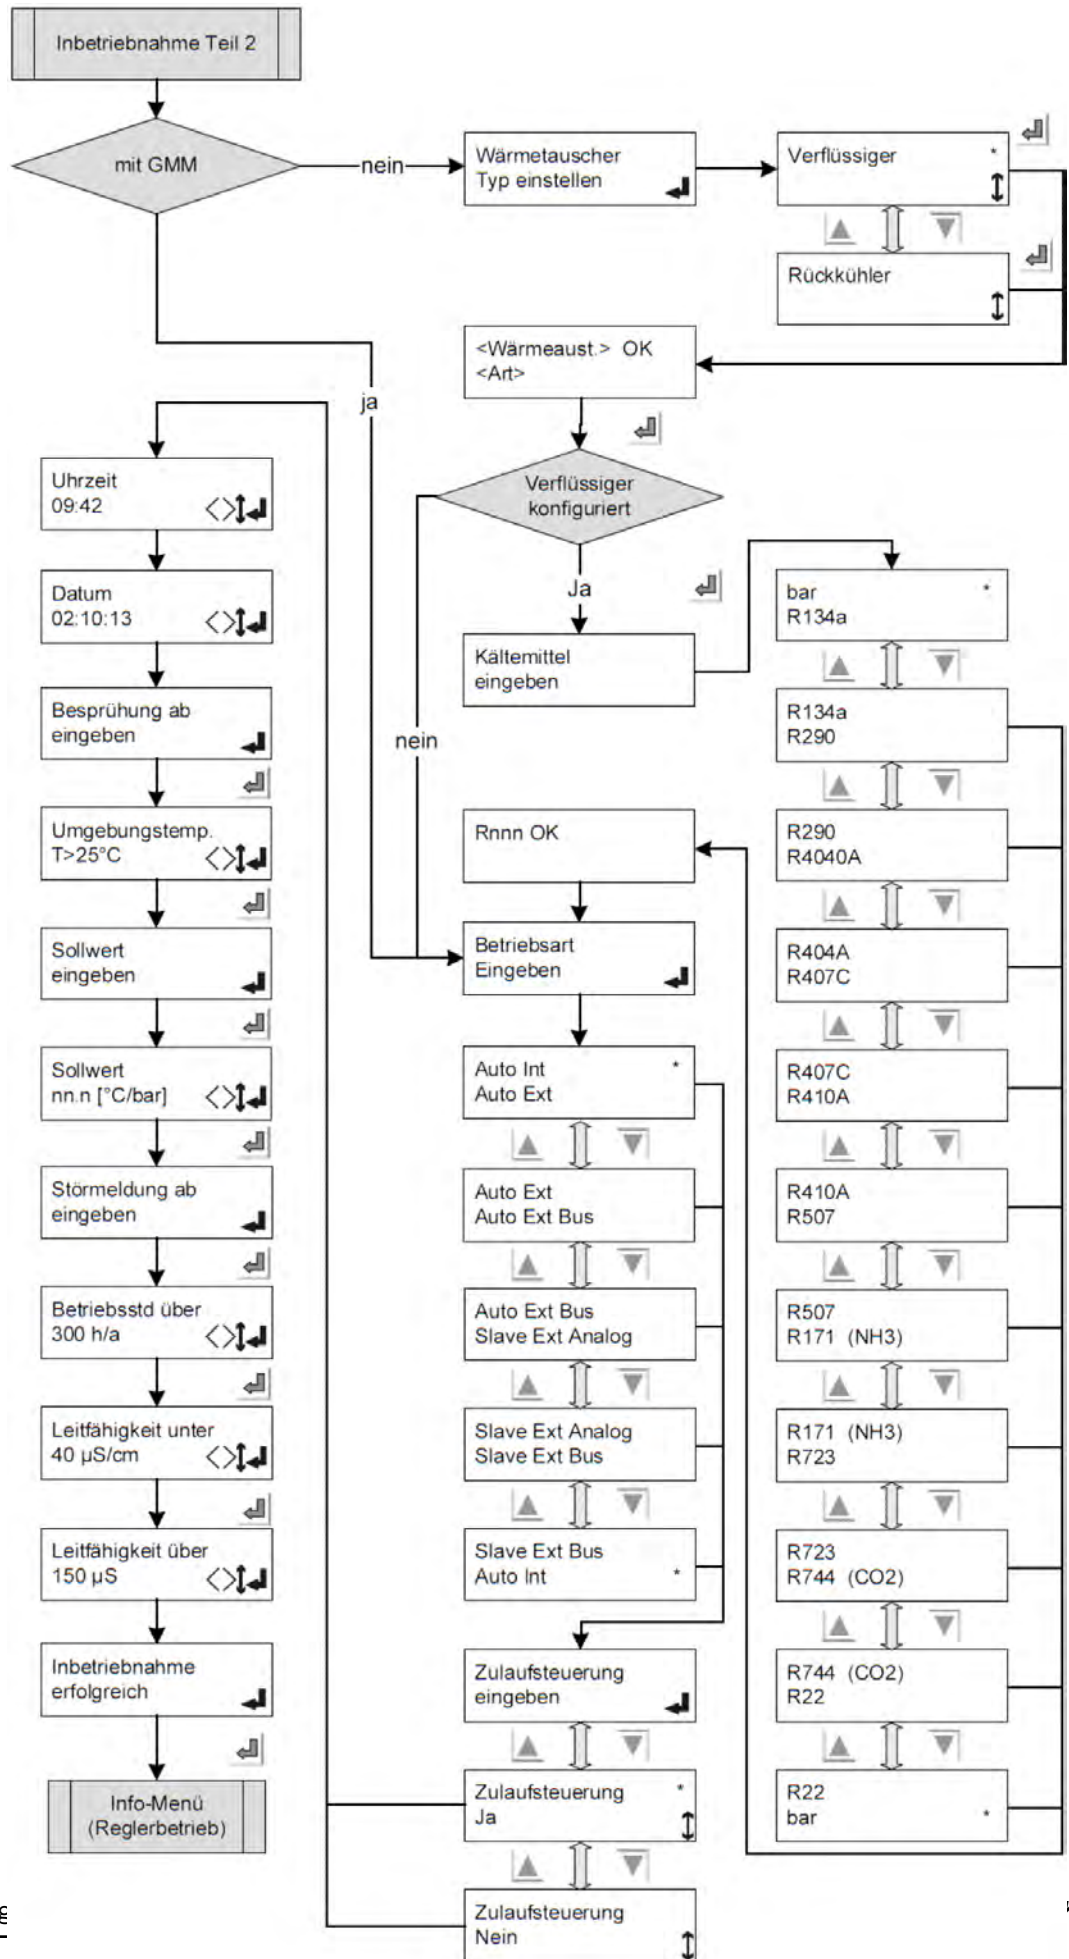 Inbetriebnahme Teil 2
mit GMM
nein
Wärmetauscher
Typ einstellen
Verflüssiger *
Rückkühler
<Wärmeaust.> OK
<Art>
ja
Verflüssiger
konfiguriert
Ja
nein
Kältemittel
eingeben
bar *
R134a
R134a
R290
R290
R4040A
R404A
R407C
R407C
R410A
R410A
R507
R507
R171 (NH3)
R171 (NH3)
R723
R723
R744 (CO2)
R744 (CO2)
R22
R22
bar *
Rnnn OK
Betriebsart
Eingeben
Auto Int *
Auto Ext
Auto Ext
Auto Ext Bus
Auto Ext Bus
Slave Ext Analog
Slave Ext Analog
Slave Ext Bus
Slave Ext Bus
Auto Int *
Zulaufsteuerung
eingeben
Zulaufsteuerung *
Ja
Zulaufsteuerung
Nein
Uhrzeit
09:42 <>
Datum
02:10:13 <>
Besprühung ab
eingeben
Umgebungstemp.
T>25°C <>
Sollwert
eingeben
Sollwert
nn.n [°C/bar] <>
Störmeldung ab
eingeben
Betriebsstd über
300 h/a <>
Leitfähigkeit unter
40 µS/cm <>
Leitfähigkeit über
150 µS <>
Inbetriebnahme
erfolgreich
Info-Menü
(Reglerbetrieb)